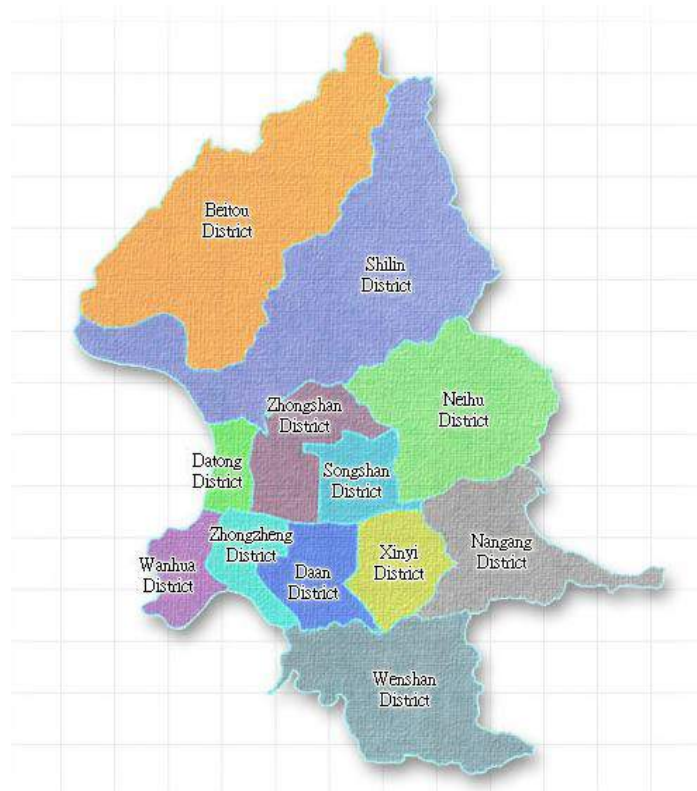 Beitou
District
Shilin
District
Neihu
District
Zhongshan
District
Datong
District
Songshan
District
Zhongzheng
District
Xinyi
District
Nangang
District
Wanhua
District
Daan
District
Wenshan
District